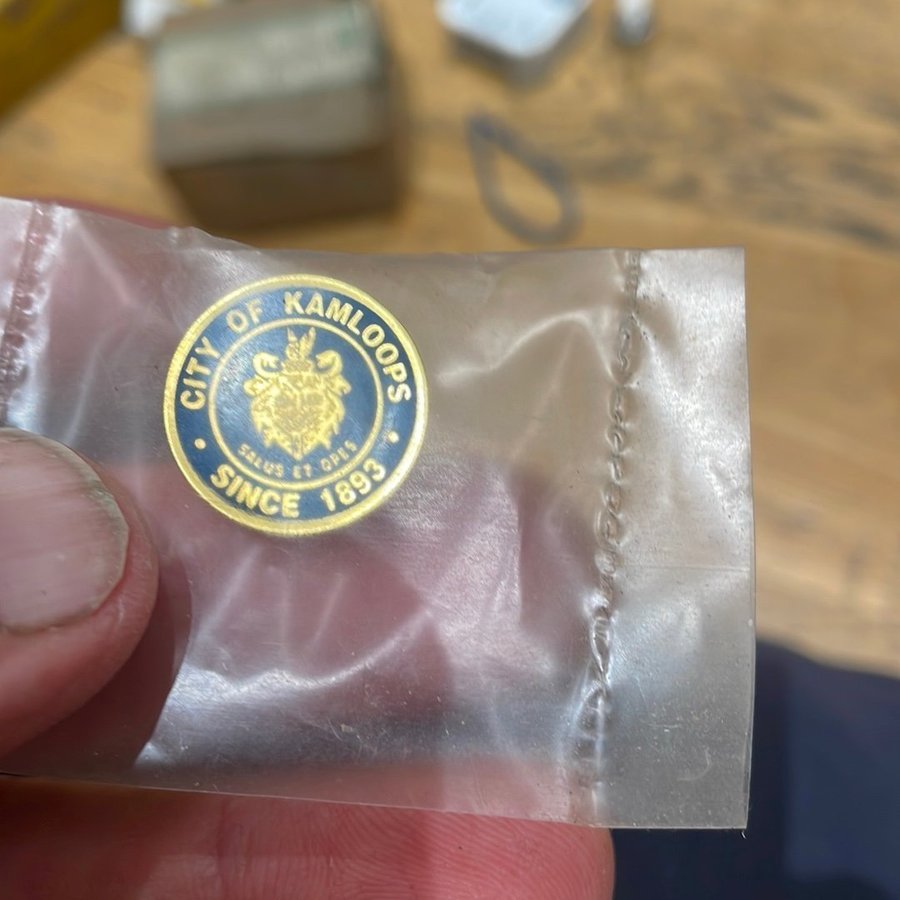 CITY OF KAMLOOPS
SALUS ET OPES
• SINCE 1893 •